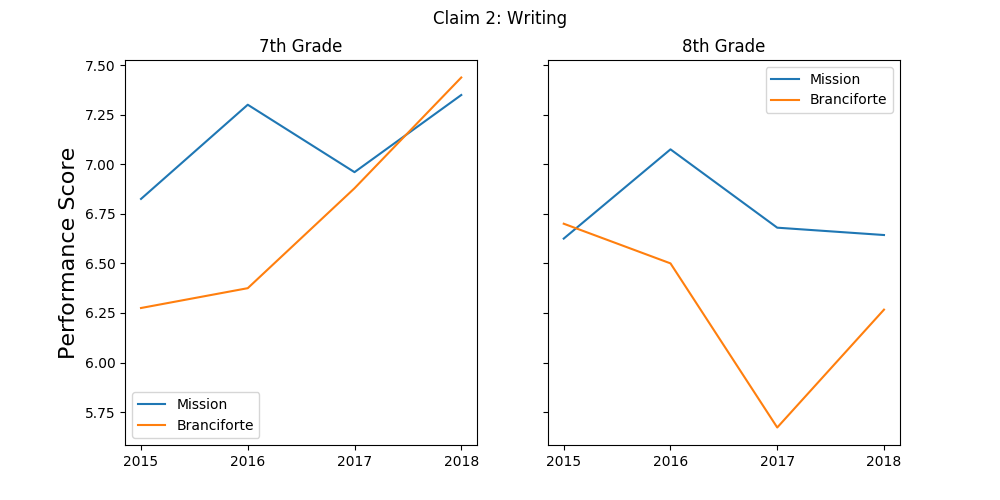 Claim 2: Writing
7th Grade
8th Grade
Performance Score
7.50
7.25
7.00
6.75
6.50
6.25
6.00
5.75
Mission
Branciforte
2015 2016 2017 2018
Mission
Branciforte
2015 2016 2017 2018